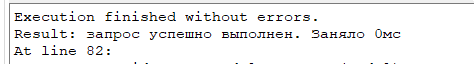 Execution finished without errors.
Result: запрос успешно выполнен. Заняло 0мс
At line 82: